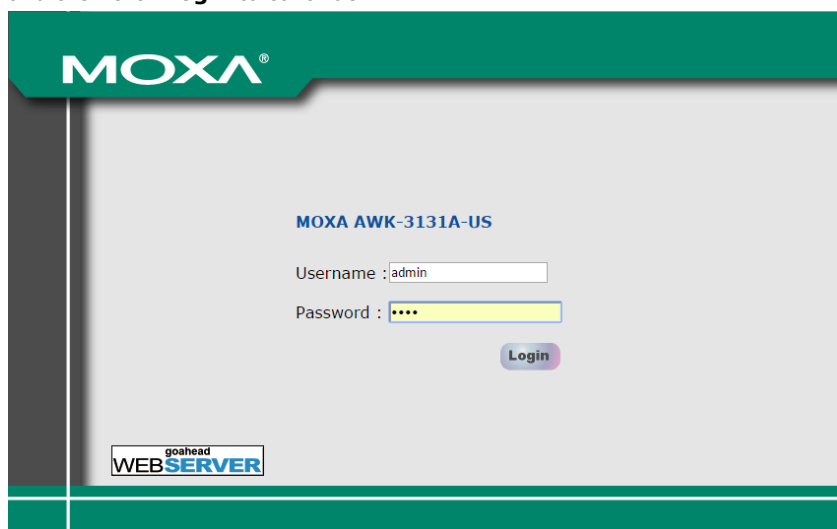 MOXA®
MOXA AWK-3131A-US
Username : admin
Password : ••••
Login
goahead
WEBSERVER